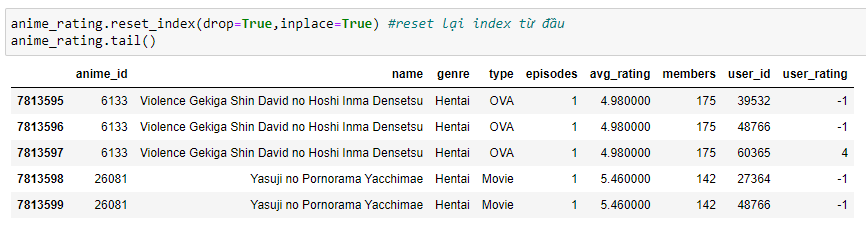 anime_rating.reset_index(drop=True,inplace=True) #reset lại index từ đầu
anime_rating.tail()
anime_id name genre type episodes avg_rating members user_id user_rating
7813595 6133 Violence Gekiga Shin David no Hoshi Inma Densetsu Hentai OVA 1 4.980000 175 39532 -1
7813596 6133 Violence Gekiga Shin David no Hoshi Inma Densetsu Hentai OVA 1 4.980000 175 48766 -1
7813597 6133 Violence Gekiga Shin David no Hoshi Inma Densetsu Hentai OVA 1 4.980000 175 60365 4
7813598 26081 Yasuji no Pornorama Yacchimae Hentai Movie 1 5.460000 142 27364 -1
7813599 26081 Yasuji no Pornorama Yacchimae Hentai Movie 1 5.460000 142 48766 -1